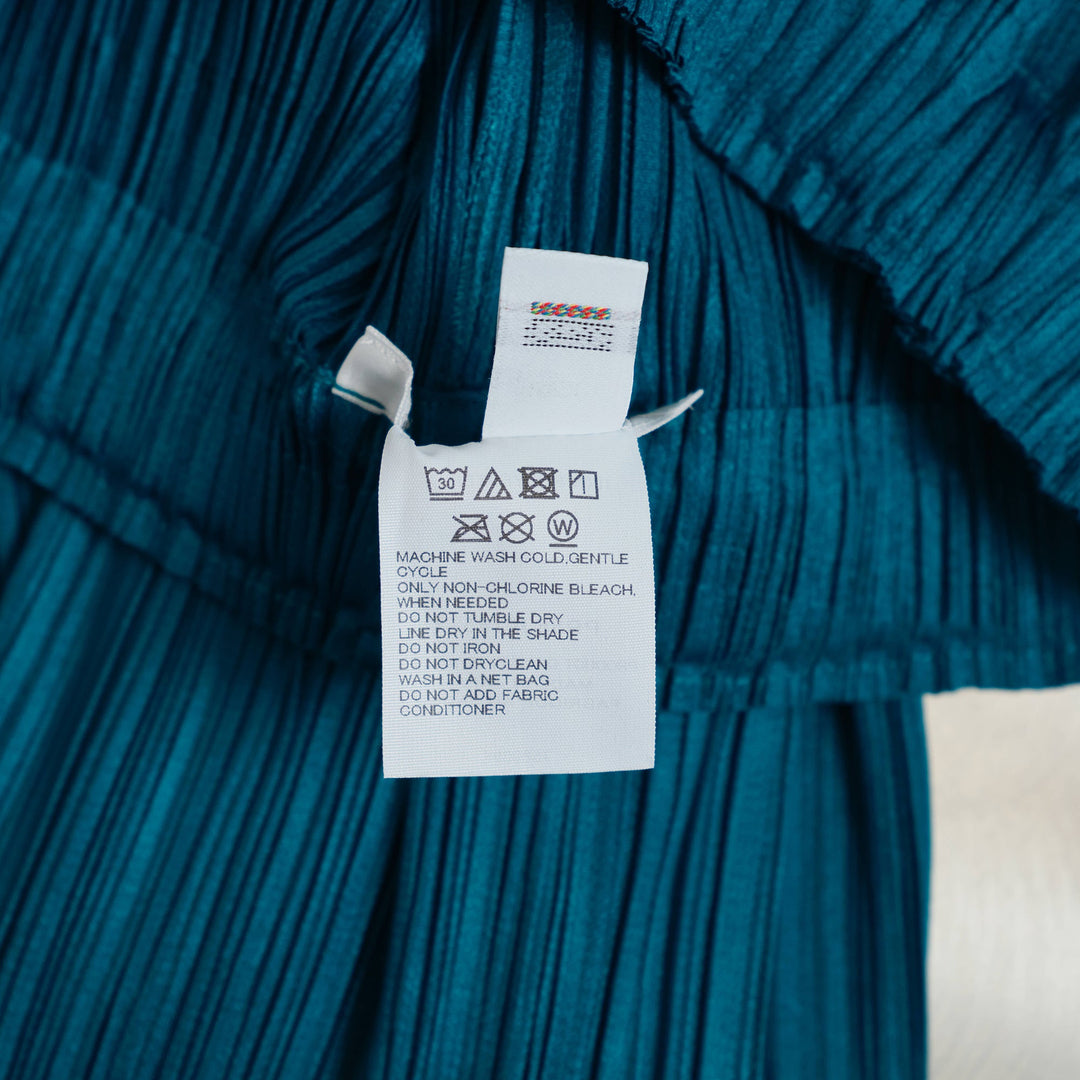 30
W
MACHINE WASH COLD,GENTLE
CYCLE
ONLY NON-CHLORINE BLEACH,
WHEN NEEDED
DO NOT TUMBLE DRY
LINE DRY IN THE SHADE
DO NOT IRON
DO NOT DRYCLEAN
WASH IN A NET BAG
DO NOT ADD FABRIC
CONDITIONER